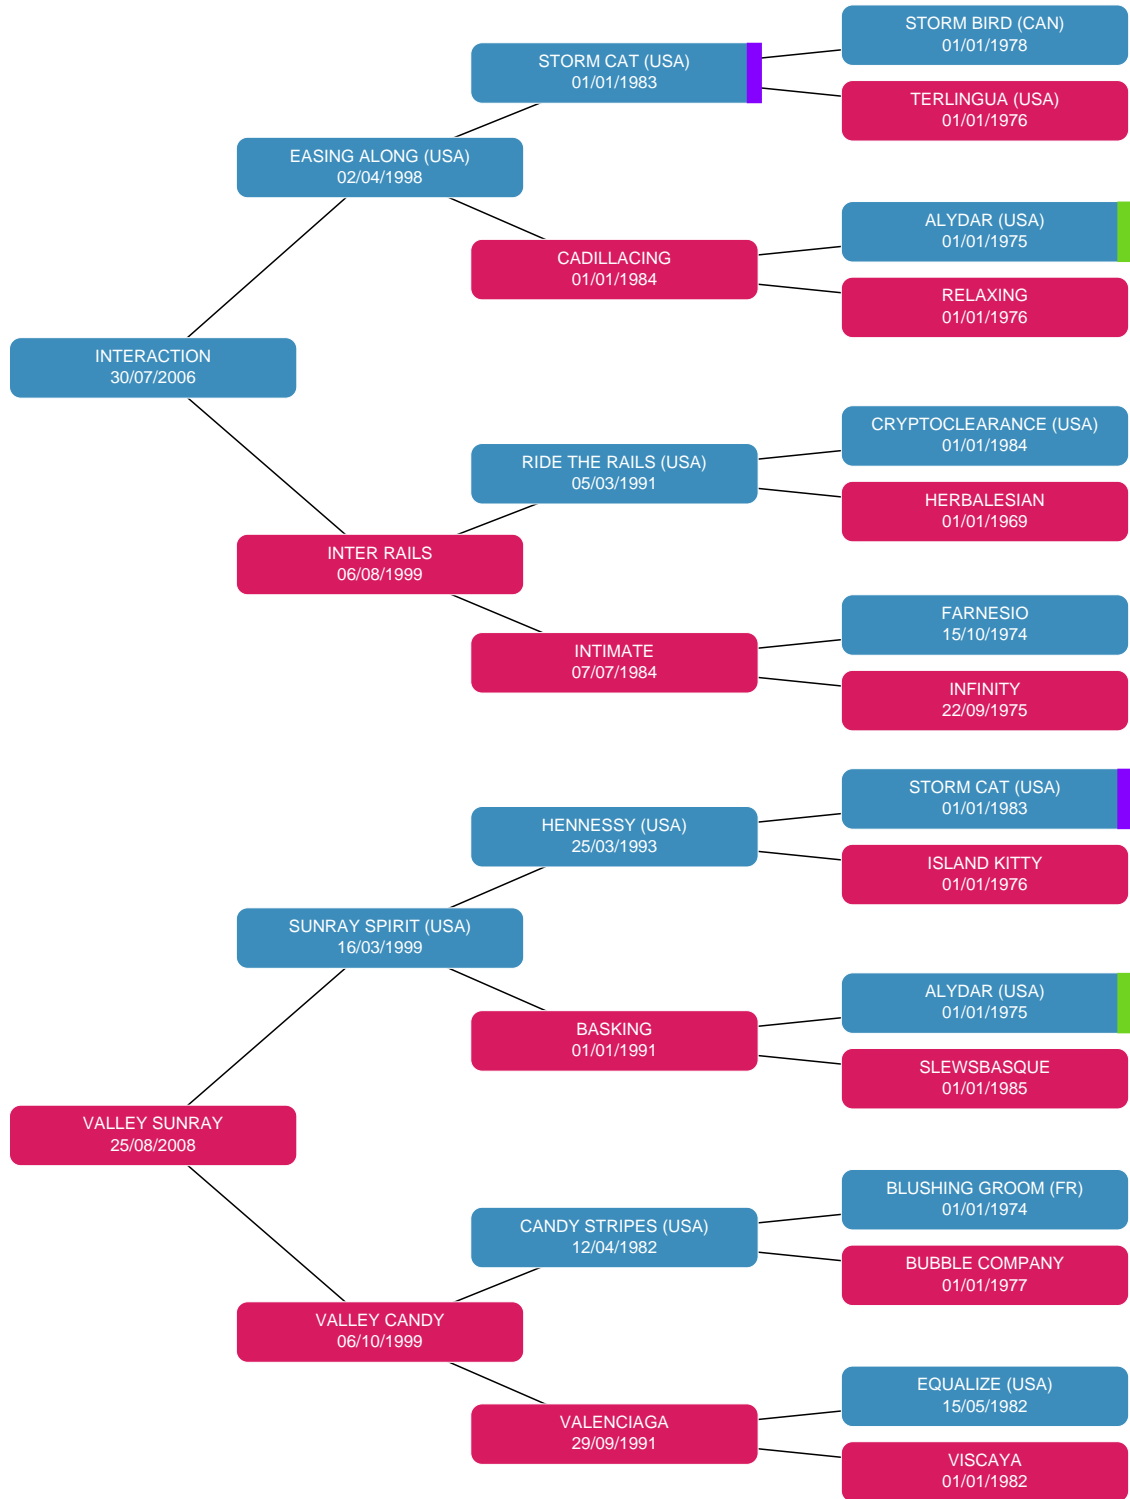 STORM BIRD (CAN)
01/01/1978
STORM CAT (USA)
01/01/1983
TERLINGUA (USA)
01/01/1976
EASING ALONG (USA)
02/04/1998
ALYDAR (USA)
01/01/1975
CADILLACING
01/01/1984
RELAXING
01/01/1976
INTERACTION
30/07/2006
CRYPTOCLEARANCE (USA)
01/01/1984
RIDE THE RAILS (USA)
05/03/1991
HERBALESIAN
01/01/1969
INTER RAILS
06/08/1999
FARNESIO
15/10/1974
INTIMATE
07/07/1984
INFINITY
22/09/1975
STORM CAT (USA)
01/01/1983
HENNESSY (USA)
25/03/1993
ISLAND KITTY
01/01/1976
SUNRAY SPIRIT (USA)
16/03/1999
ALYDAR (USA)
01/01/1975
BASKING
01/01/1991
SLEWSBASQUE
01/01/1985
VALLEY SUNRAY
25/08/2008
BLUSHING GROOM (FR)
01/01/1974
CANDY STRIPES (USA)
12/04/1982
BUBBLE COMPANY
01/01/1977
VALLEY CANDY
06/10/1999
EQUALIZE (USA)
15/05/1982
VALENCIAGA
29/09/1991
VISCAYA
01/01/1982